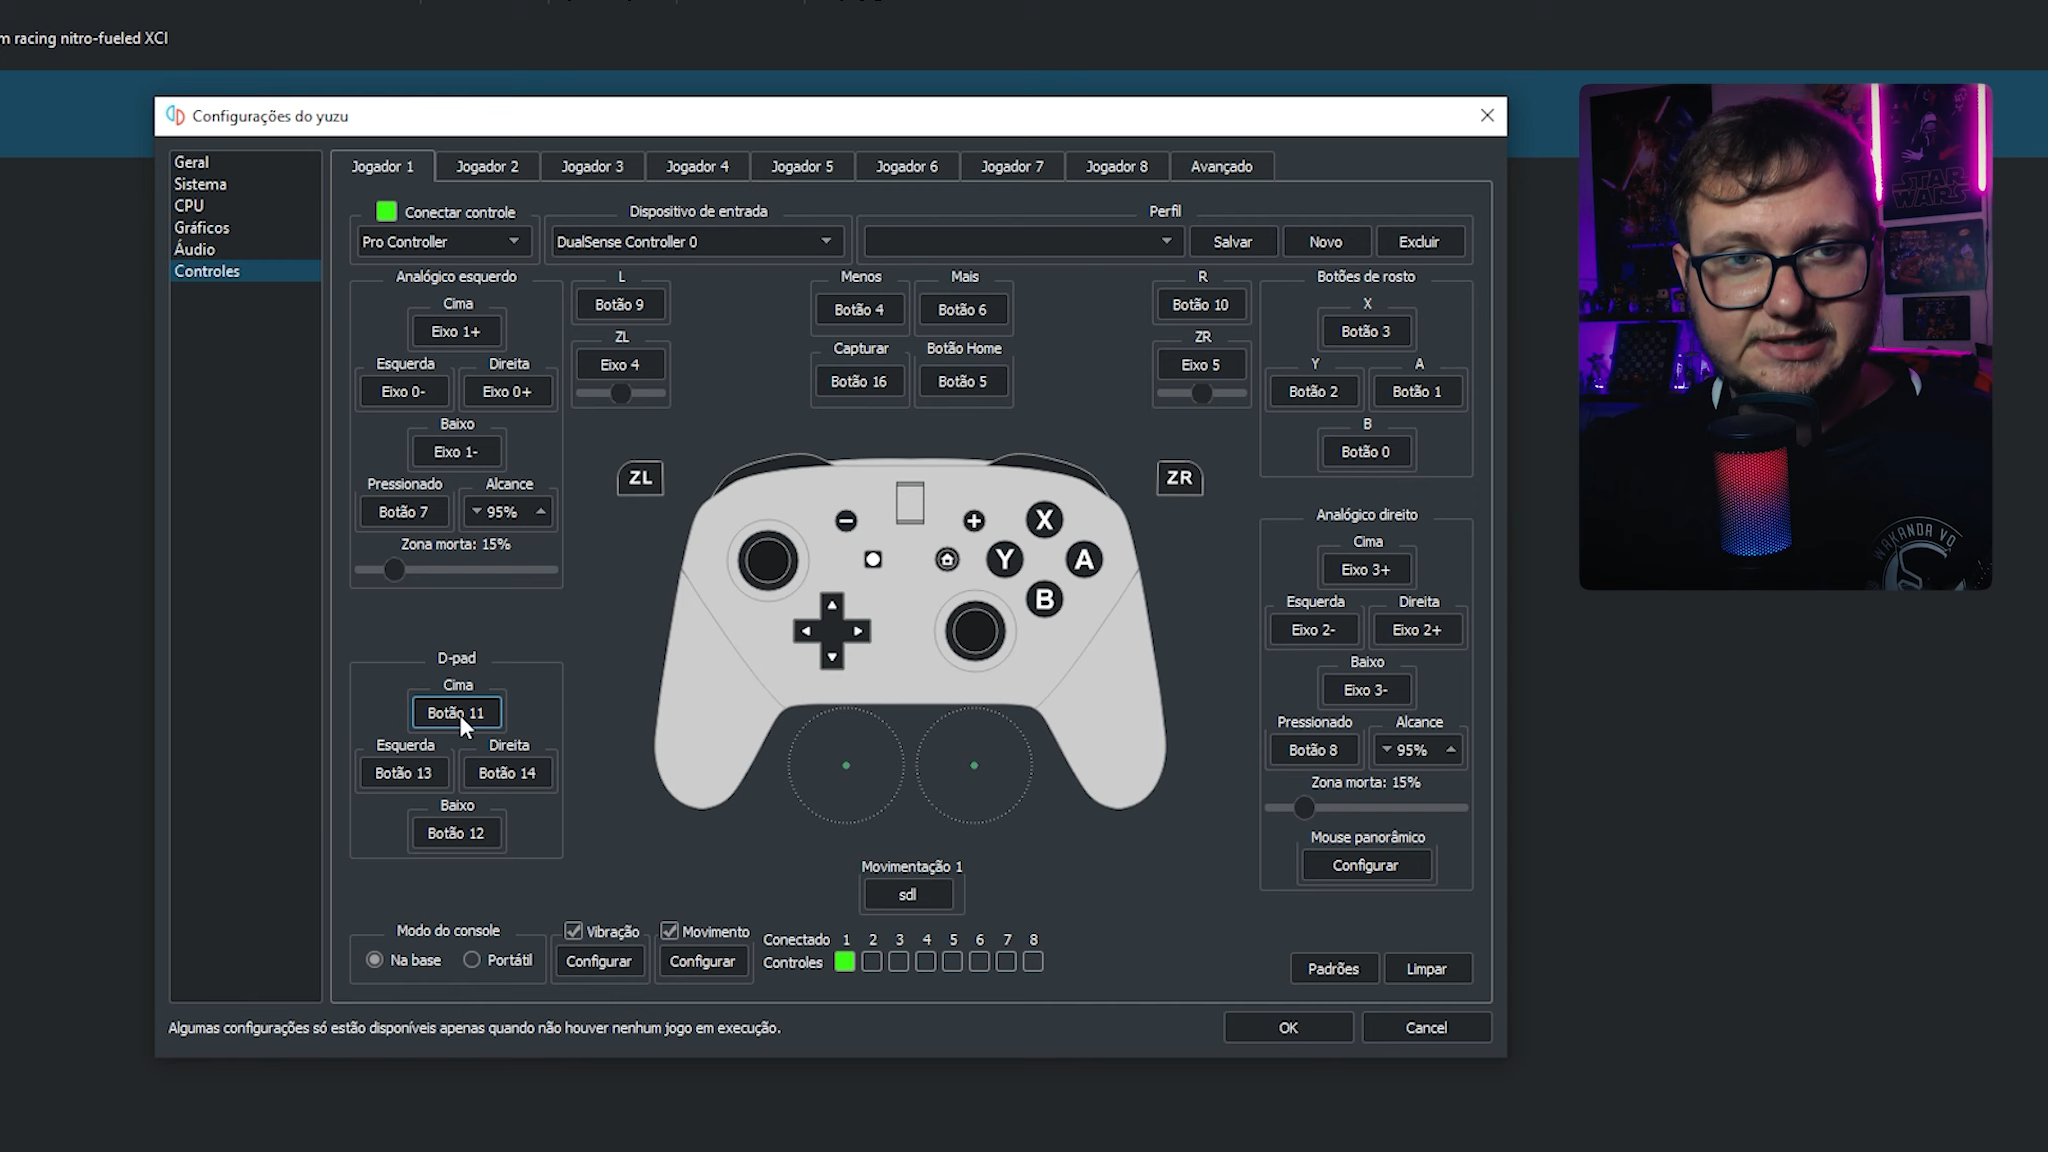 m racing nitro-fueled XCI
Configurações do yuzu
Geral
Sistema
CPU
Gráficos
Áudio
Controles
Jogador 1
Jogador 2
Jogador 3
Jogador 4
Jogador 5
Jogador 6
Jogador 7
Jogador 8
Avançado
Conectar controle
Pro Controller
Dispositivo de entrada
DualSense Controller 0
Perfil
Salvar
Novo
Excluir
Analógico esquerdo
Cima
Eixo 1+
Esquerda
Direita
Eixo 0-
Eixo 0+
Baixo
Eixo 1-
Pressionado
Alcance
Botão 7
95%
Zona morta: 15%
L
Botão 9
ZL
Eixo 4
Menos
Mais
Botão 4
Botão 6
Capturar
Botão Home
Botão 16
Botão 5
R
Botão 10
ZR
Eixo 5
Botões de rosto
X
Botão 3
Y
A
Botão 2
Botão 1
B
Botão 0
ZL
ZR
X
Y
A
B
D-pad
Cima
Botão 11
Esquerda
Direita
Botão 13
Botão 14
Baixo
Botão 12
Analógico direito
Cima
Eixo 3+
Esquerda
Direita
Eixo 2-
Eixo 2+
Baixo
Eixo 3-
Pressionado
Alcance
Botão 8
95%
Zona morta: 15%
Mouse panorâmico
Configurar
Movimentação 1
sdl
Modo do console
Na base
Portátil
Vibração
Configurar
Movimento
Configurar
Conectado
1 2 3 4 5 6 7 8
Controles
Padrões
Limpar
Algumas configurações só estão disponíveis apenas quando não houver nenhum jogo em execução.
OK
Cancel
STAR
WARS
WAKANDA VO